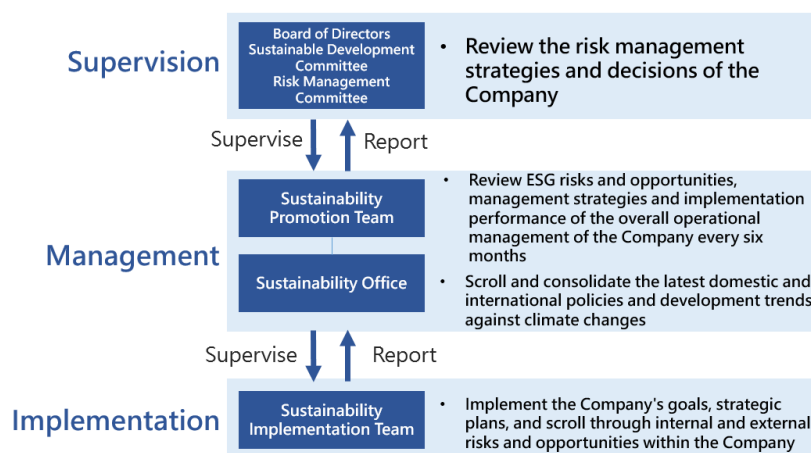 Supervision
Board of Directors
Sustainable Development
Committee
Risk Management
Committee
• Review the risk management
strategies and decisions of the
Company
Supervise
Report
Management
Sustainability
Promotion Team
• Review ESG risks and opportunities,
management strategies and implementation
performance of the overall operational
management of the Company every six
months
Sustainability Office
• Scroll and consolidate the latest domestic and
international policies and development trends
against climate changes
Supervise
Report
Implementation
Sustainability
Implementation Team
• Implement the Company's goals, strategic
plans, and scroll through internal and external
risks and opportunities within the Company